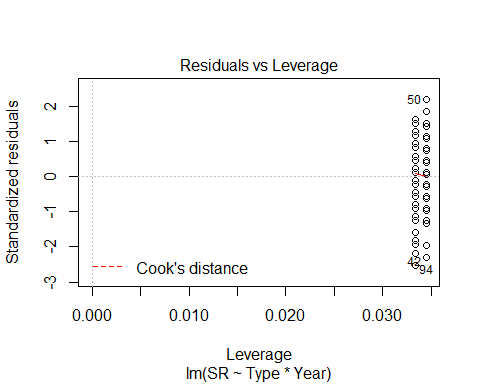 Residuals vs Leverage
Standardized residuals
2
1
0
-1
-2
-3
50
42
94
Cook's distance
0.000
0.010
0.020
0.030
Leverage
lm(SR ~ Type * Year)